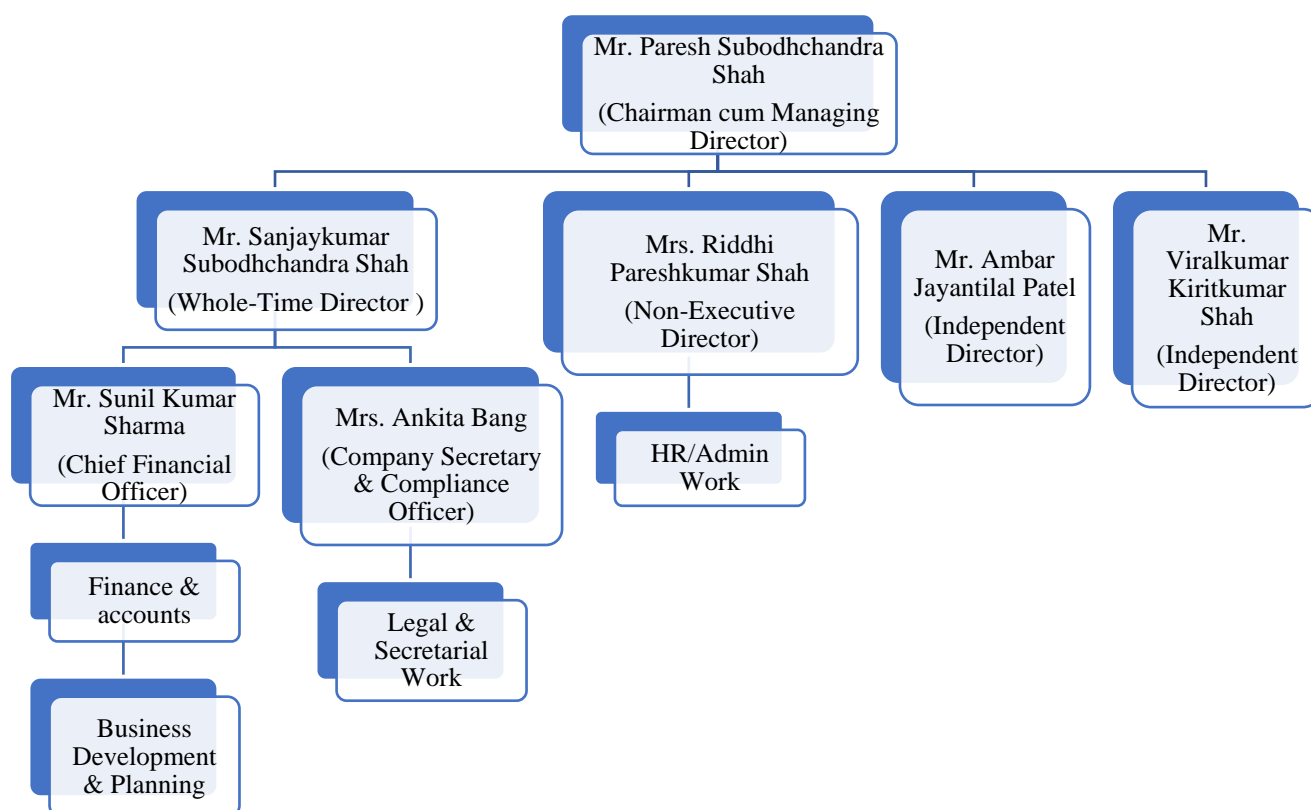 Mr. Paresh Subodhchandra
Shah
(Chairman cum Managing
Director)
Mr. Sanjaykumar
Subodhchandra Shah
(Whole-Time Director )
Mrs. Riddhi
Pareshkumar Shah
(Non-Executive
Director)
Mr. Ambar
Jayantilal Patel
(Independent
Director)
Mr.
Viralkumar
Kiritkumar
Shah
(Independent
Director)
Mr. Sunil Kumar
Sharma
(Chief Financial
Officer)
Mrs. Ankita Bang
(Company Secretary
& Compliance
Officer)
HR/Admin
Work
Finance &
accounts
Legal &
Secretarial
Work
Business
Development
& Planning